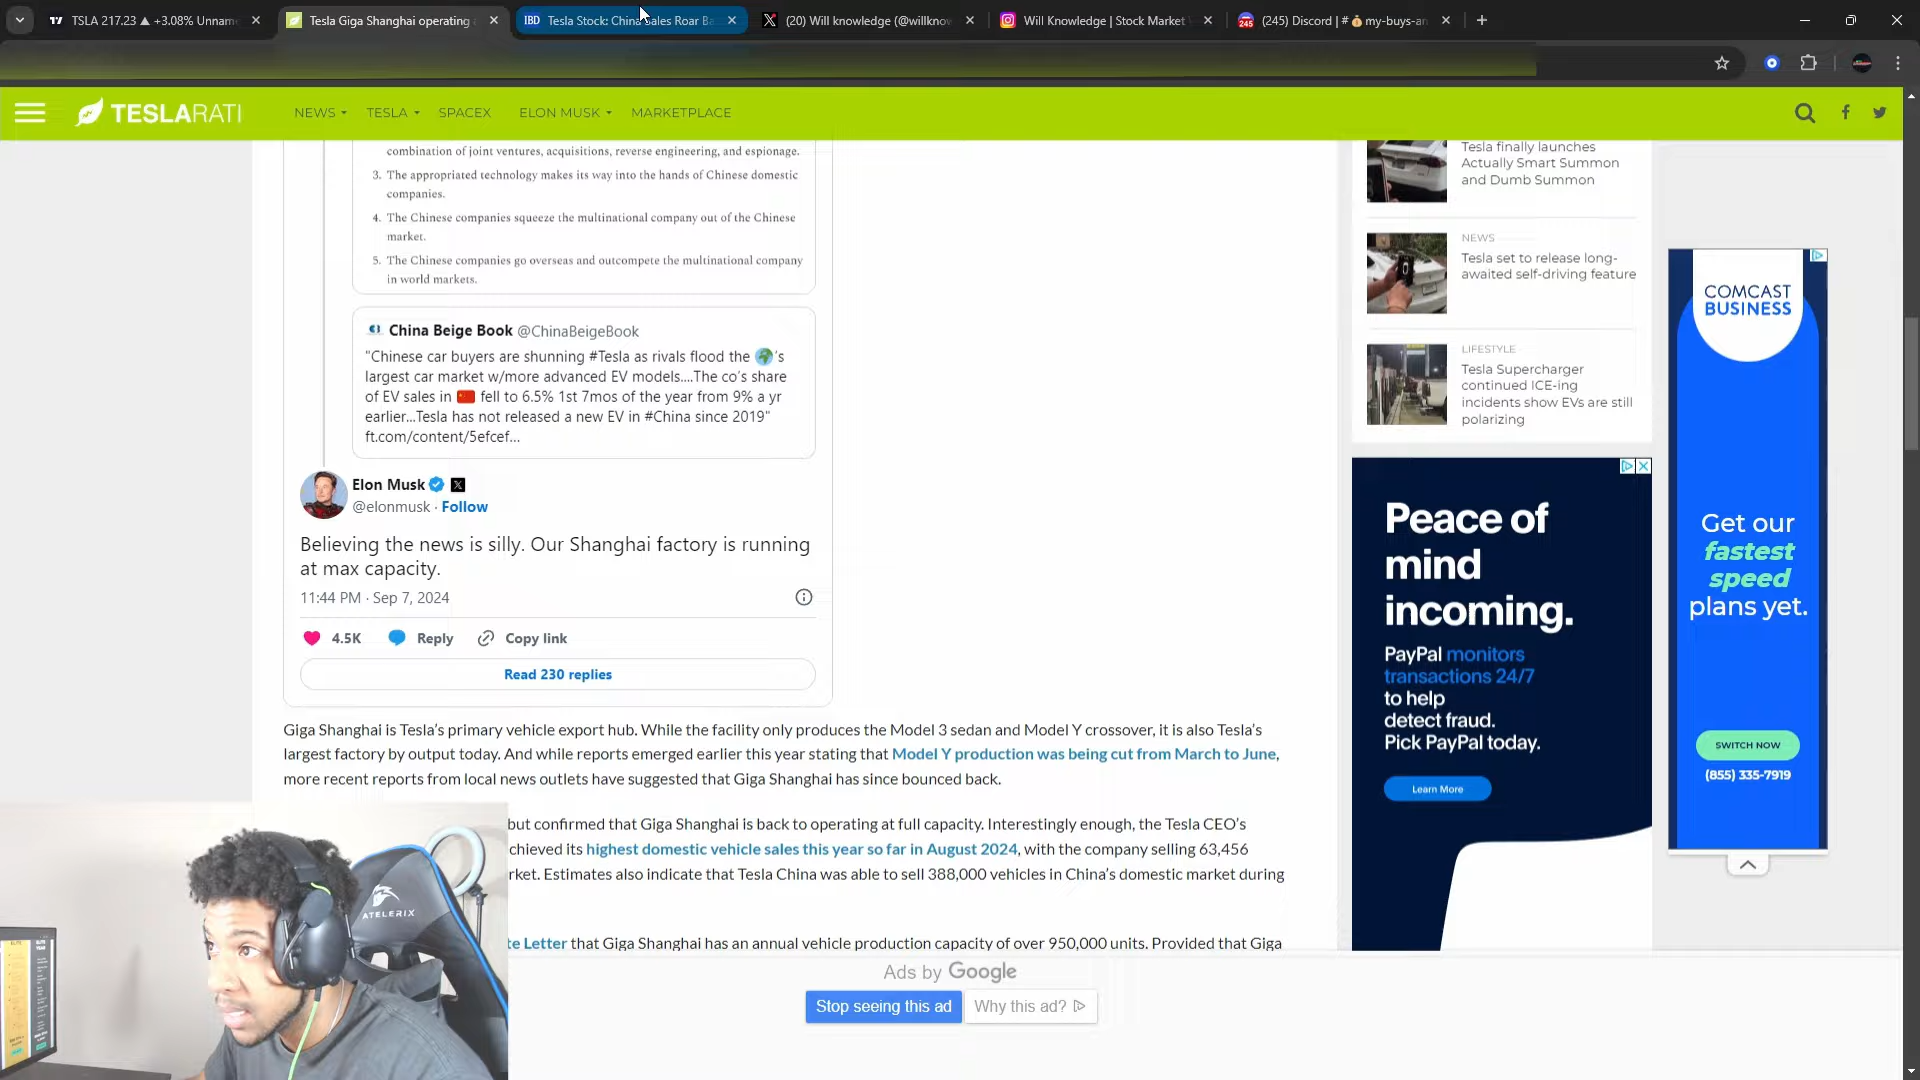 TSLA 217.23 ▲ +3.08% Unnam
Tesla Giga Shanghai operating
IBD Tesla Stock: China Sales Roar Ba
(20) Will knowledge (@willknow
Will Knowledge | Stock Market
245 (245) Discord | # 💰my-buys-an
TESLARATI
NEWS
TESLA
SPACEX
ELON MUSK
MARKETPLACE
combination of joint ventures, acquisitions, reverse engineering, and espionage.
3. The appropriated technology makes its way into the hands of Chinese domestic
companies.
4. The Chinese companies squeeze the multinational company out of the Chinese
market.
5. The Chinese companies go overseas and outcompete the multinational company
in world markets.
China Beige Book @ChinaBeigeBook
"Chinese car buyers are shunning #Tesla as rivals flood the 🌍's
largest car market w/more advanced EV models....The co's share
of EV sales in 🇨🇳 fell to 6.5% 1st 7mos of the year from 9% a yr
earlier...Tesla has not released a new EV in #China since 2019"
ft.com/content/5efcef...
Elon Musk
@elonmusk · Follow
Believing the news is silly. Our Shanghai factory is running
at max capacity.
11:44 PM · Sep 7, 2024
4.5K Reply Copy link
Read 230 replies
Giga Shanghai is Tesla’s primary vehicle export hub. While the facility only produces the Model 3 sedan and Model Y crossover, it is also Tesla’s
largest factory by output today. And while reports emerged earlier this year stating that Model Y production was being cut from March to June,
more recent reports from local news outlets have suggested that Giga Shanghai has since bounced back.
but confirmed that Giga Shanghai is back to operating at full capacity. Interestingly enough, the Tesla CEO’s
chieved its highest domestic vehicle sales this year so far in August 2024, with the company selling 63,456
rket. Estimates also indicate that Tesla China was able to sell 388,000 vehicles in China’s domestic market during
te Letter that Giga Shanghai has an annual vehicle production capacity of over 950,000 units. Provided that Giga
Tesla finally launches
Actually Smart Summon
and Dumb Summon
NEWS
Tesla set to release long-
awaited self-driving feature
LIFESTYLE
Tesla Supercharger
continued ICE-ing
incidents show EVs are still
polarizing
Peace of
mind
incoming.
PayPal monitors
transactions 24/7
to help
detect fraud.
Pick PayPal today.
Learn More
COMCAST
BUSINESS
Get our
fastest
speed
plans yet.
SWITCH NOW
(855) 335-7919
ATELERIX
Ads by Google
Stop seeing this ad
Why this ad?